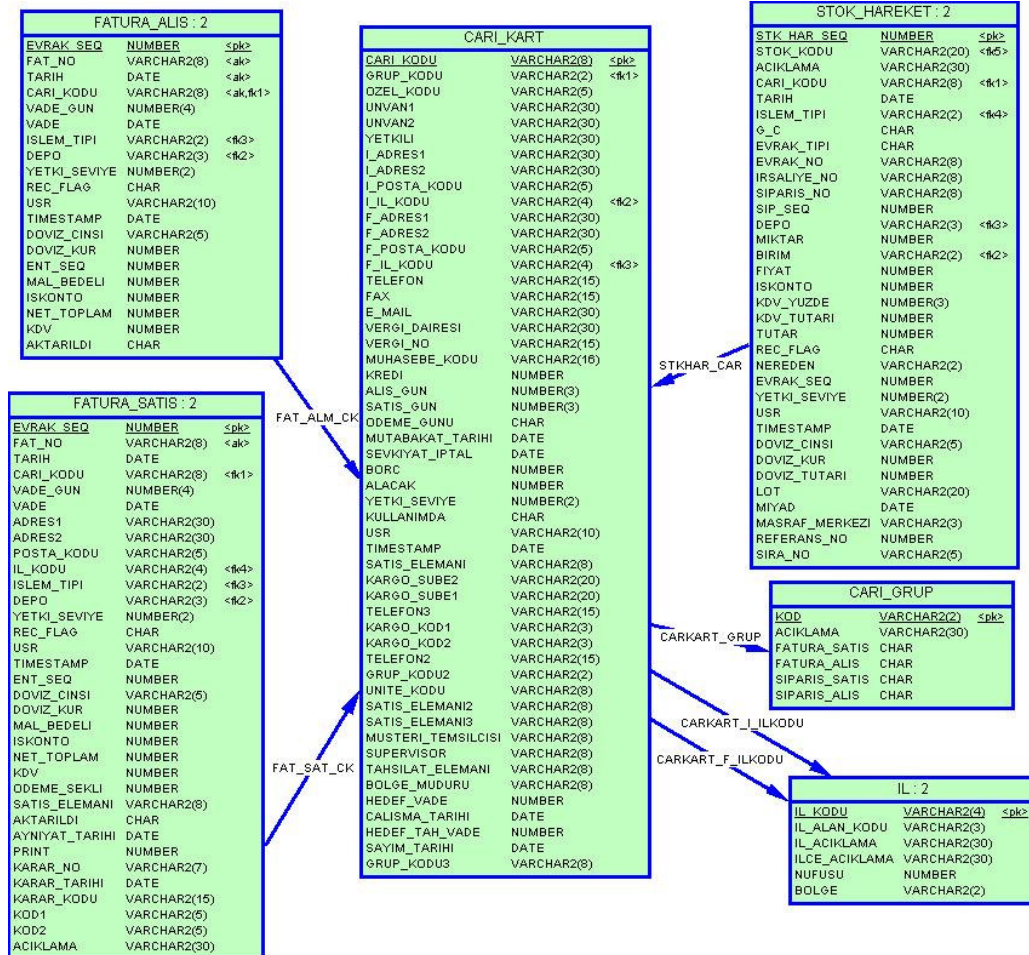 FATURA_ALIS : 2
EVRAK_SEQ NUMBER <pk>
FAT_NO VARCHAR2(8) <ak>
TARIH DATE <ak>
CARI_KODU VARCHAR2(8) <ak,fk1>
VADE_GUN NUMBER(4)
VADE DATE
ISLEM_TIPI VARCHAR2(2) <fk3>
DEPO VARCHAR2(3) <fk2>
YETKI_SEVIYE NUMBER(2)
REC_FLAG CHAR
USR VARCHAR2(10)
TIMESTAMP DATE
DOVIZ_CINSI VARCHAR2(5)
DOVIZ_KUR NUMBER
ENT_SEQ NUMBER
MAL_BEDELI NUMBER
ISKONTO NUMBER
NET_TOPLAM NUMBER
KDV NUMBER
AKTARILDI CHAR
FAT_ALM_CK
FATURA_SATIS : 2
EVRAK_SEQ NUMBER <pk>
FAT_NO VARCHAR2(8) <ak>
TARIH DATE
CARI_KODU VARCHAR2(8) <fk1>
VADE_GUN NUMBER(4)
VADE DATE
ADRES1 VARCHAR2(30)
ADRES2 VARCHAR2(30)
POSTA_KODU VARCHAR2(5)
IL_KODU VARCHAR2(4) <fk4>
ISLEM_TIPI VARCHAR2(2) <fk3>
DEPO VARCHAR2(3) <fk2>
YETKI_SEVIYE NUMBER(2)
REC_FLAG CHAR
USR VARCHAR2(10)
TIMESTAMP DATE
ENT_SEQ NUMBER
DOVIZ_CINSI VARCHAR2(5)
DOVIZ_KUR NUMBER
MAL_BEDELI NUMBER
ISKONTO NUMBER
NET_TOPLAM NUMBER
KDV NUMBER
ODEME_SEKLI NUMBER
SATIS_ELEMANI VARCHAR2(8)
AKTARILDI CHAR
AYNIYAT_TARIHI DATE
PRINT NUMBER
KARAR_NO VARCHAR2(7)
KARAR_TARIHI DATE
KARAR_KODU VARCHAR2(15)
KOD1 VARCHAR2(5)
KOD2 VARCHAR2(5)
ACIKLAMA VARCHAR2(30)
FAT_SAT_CK
CARI_KART
CARI_KODU VARCHAR2(8) <pk>
GRUP_KODU VARCHAR2(2) <fk1>
OZEL_KODU VARCHAR2(5)
UNVAN1 VARCHAR2(30)
UNVAN2 VARCHAR2(30)
YETKILI VARCHAR2(30)
I_ADRES1 VARCHAR2(30)
I_ADRES2 VARCHAR2(30)
I_POSTA_KODU VARCHAR2(5)
I_IL_KODU VARCHAR2(4) <fk2>
F_ADRES1 VARCHAR2(30)
F_ADRES2 VARCHAR2(30)
F_POSTA_KODU VARCHAR2(5)
F_IL_KODU VARCHAR2(4) <fk3>
TELEFON VARCHAR2(15)
FAX VARCHAR2(15)
E_MAIL VARCHAR2(30)
VERGI_DAIRESI VARCHAR2(30)
VERGI_NO VARCHAR2(15)
MUHASEBE_KODU VARCHAR2(16)
KREDI NUMBER
ALIS_GUN NUMBER(3)
SATIS_GUN NUMBER(3)
ODEME_GUNU CHAR
MUTABAKAT_TARIHI DATE
SEVKIYAT_IPTAL DATE
BORC NUMBER
ALACAK NUMBER
YETKI_SEVIYE NUMBER(2)
KULLANIMDA CHAR
USR VARCHAR2(10)
TIMESTAMP DATE
SATIS_ELEMANI VARCHAR2(8)
KARGO_SUBE2 VARCHAR2(20)
KARGO_SUBE1 VARCHAR2(20)
TELEFON3 VARCHAR2(15)
KARGO_KOD1 VARCHAR2(3)
KARGO_KOD2 VARCHAR2(3)
TELEFON2 VARCHAR2(15)
GRUP_KODU2 VARCHAR2(2)
UNITE_KODU VARCHAR2(8)
SATIS_ELEMANI2 VARCHAR2(8)
SATIS_ELEMANI3 VARCHAR2(8)
MUSTERI_TEMSILCISI VARCHAR2(8)
SUPERVISOR VARCHAR2(8)
TAHSILAT_ELEMANI VARCHAR2(8)
BOLGE_MUDURU VARCHAR2(8)
HEDEF_VADE NUMBER
CALISMA_TARIHI DATE
HEDEF_TAH_VADE NUMBER
SAYIM_TARIHI DATE
GRUP_KODU3 VARCHAR2(8)
STKHAR_CAR
STOK_HAREKET : 2
STK_HAR_SEQ NUMBER <pk>
STOK_KODU VARCHAR2(20) <fk5>
ACIKLAMA VARCHAR2(30)
CARI_KODU VARCHAR2(8) <fk1>
TARIH DATE
ISLEM_TIPI VARCHAR2(2) <fk4>
G_C CHAR
EVRAK_TIPI CHAR
EVRAK_NO VARCHAR2(8)
IRSALIYE_NO VARCHAR2(8)
SIPARIS_NO VARCHAR2(8)
SIP_SEQ NUMBER
DEPO VARCHAR2(3) <fk3>
MIKTAR NUMBER
BIRIM VARCHAR2(2) <fk2>
FIYAT NUMBER
ISKONTO NUMBER
KDV_YUZDE NUMBER(3)
KDV_TUTARI NUMBER
TUTAR NUMBER
REC_FLAG CHAR
NEREDEN VARCHAR2(2)
EVRAK_SEQ NUMBER
YETKI_SEVIYE NUMBER(2)
USR VARCHAR2(10)
TIMESTAMP DATE
DOVIZ_CINSI VARCHAR2(5)
DOVIZ_KUR NUMBER
DOVIZ_TUTARI NUMBER
LOT VARCHAR2(20)
MIYAD DATE
MASRAF_MERKEZI VARCHAR2(3)
REFERANS_NO NUMBER
SIRA_NO VARCHAR2(5)
CARKART_GRUP
CARI_GRUP
KOD VARCHAR2(2) <pk>
ACIKLAMA VARCHAR2(30)
FATURA_SATIS CHAR
FATURA_ALIS CHAR
SIPARIS_SATIS CHAR
SIPARIS_ALIS CHAR
CARKART_I_ILKODU
CARKART_F_ILKODU
IL : 2
IL_KODU VARCHAR2(4) <pk>
IL_ALAN_KODU VARCHAR2(3)
IL_ACIKLAMA VARCHAR2(30)
ILCE_ACIKLAMA VARCHAR2(30)
NUFUSU NUMBER
BOLGE VARCHAR2(2)